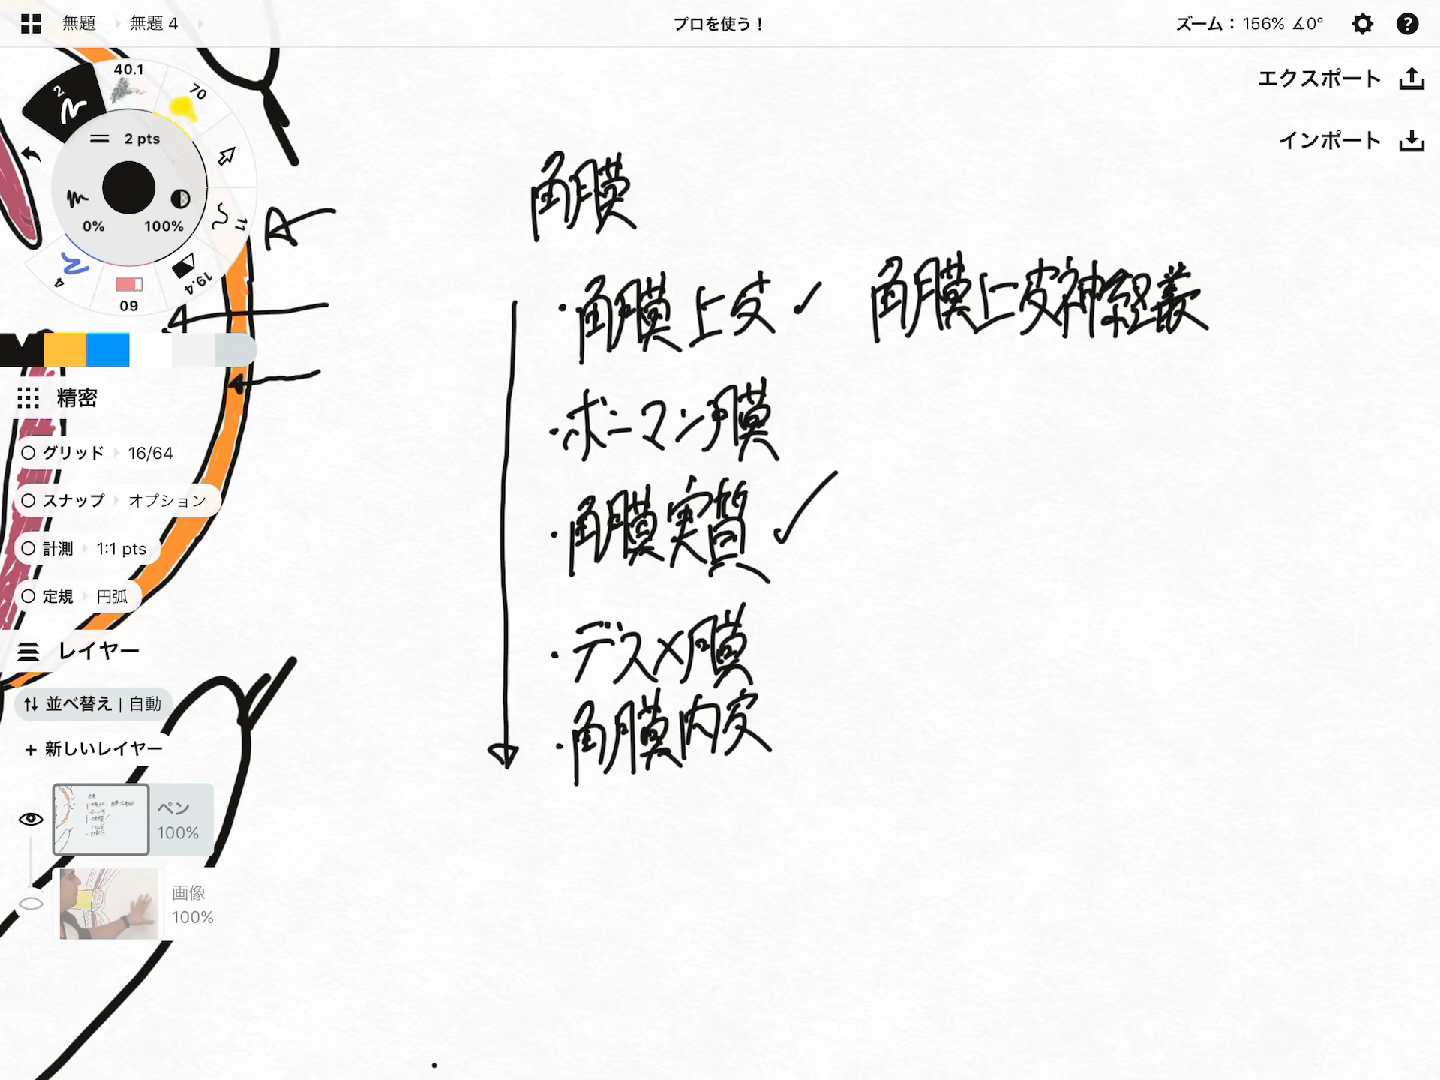 無題 無題 4
プロを使う！
ズーム： 156% ∡0°
エクスポート
インポート
2
40.1
70
11
19.4
60
4
2 pts
0% 100%
精密
グリッド 16/64
スナップ オプション
計測 1:1 pts
定規 円弧
レイヤー
並べ替え | 自動
+ 新しいレイヤー
ペン
100%
画像
100%
角膜
・角膜上皮✓ 角膜上皮神経叢
・ボーマン膜
・角膜実質✓
・デスメ膜
・角膜内皮